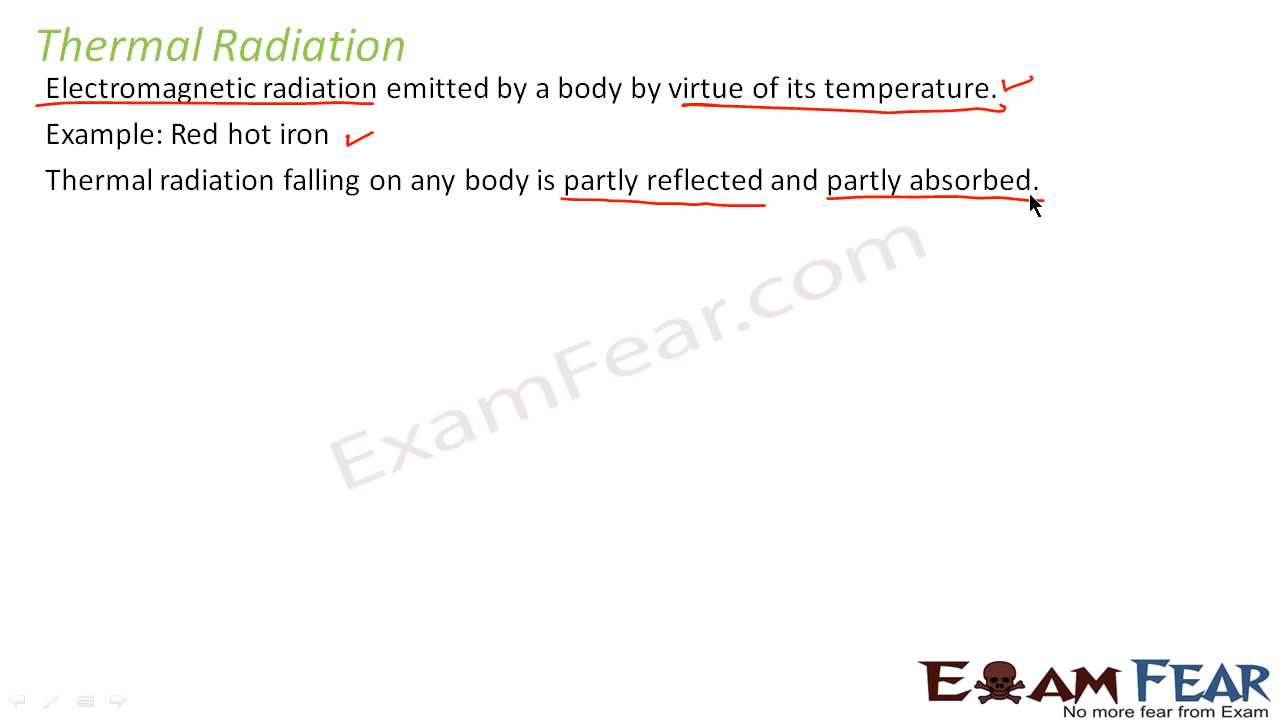 Thermal Radiation
Electromagnetic radiation emitted by a body by virtue of its temperature.
Example: Red hot iron
Thermal radiation falling on any body is partly reflected and partly absorbed.
ExamFear.com
EXAM FEAR
No more fear from Exam